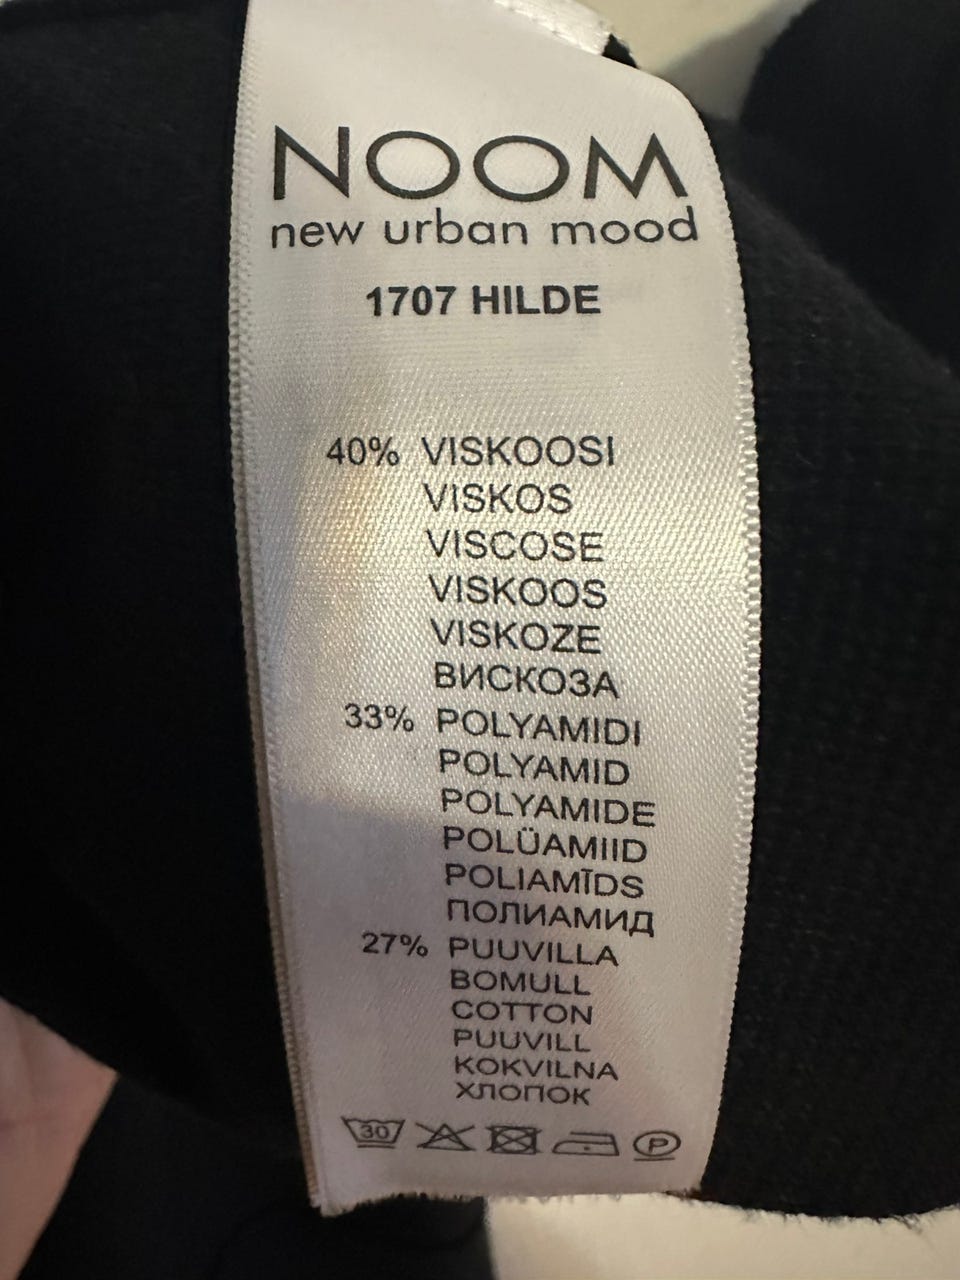 NOOM
new urban mood
1707 HILDE
40% VISKOOSI
VISKOS
VISCOSE
VISKOOS
VISKOZE
ВИСКОЗА
33% POLYAMIDI
POLYAMID
POLYAMIDE
POLÜAMIID
POLIAMĪDS
ПОЛИАМИД
27% PUUVILLA
BOMULL
COTTON
PUUVILL
KOKVILNA
ХЛОПОК
30 P